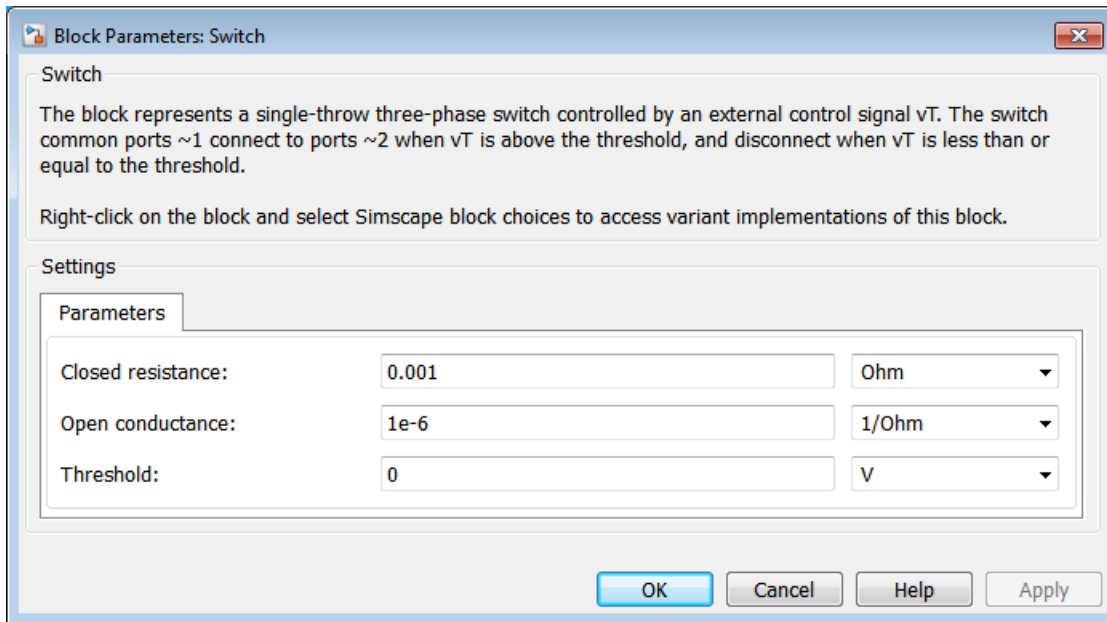 Block Parameters: Switch
Switch
The block represents a single-throw three-phase switch controlled by an external control signal vT. The switch
common ports ~1 connect to ports ~2 when vT is above the threshold, and disconnect when vT is less than or
equal to the threshold.
Right-click on the block and select Simscape block choices to access variant implementations of this block.
Settings
Parameters
Closed resistance: 0.001 Ohm
Open conductance: 1e-6 1/Ohm
Threshold: 0 V
OK Cancel Help Apply